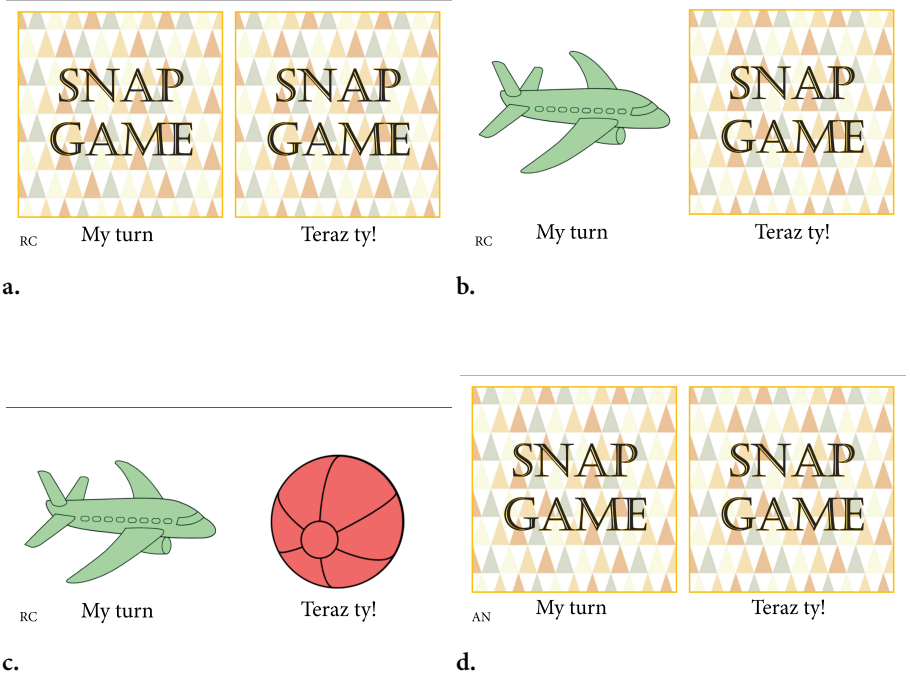 SNAP
GAME
SNAP
GAME
RC My turn Teraz ty!
a.
SNAP
GAME
RC My turn Teraz ty!
b.
RC My turn Teraz ty!
c.
SNAP
GAME
SNAP
GAME
AN My turn Teraz ty!
d.